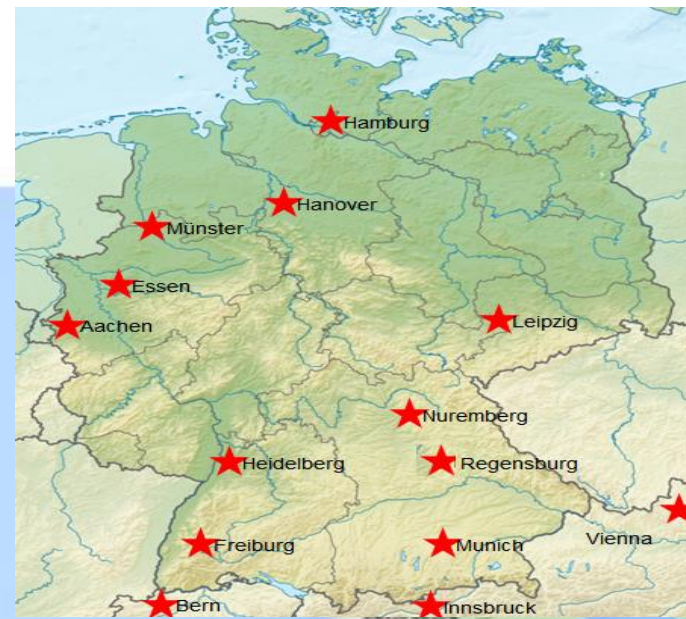 Hamburg
Hanover
Münster
Essen
Leipzig
Aachen
Nuremberg
Heidelberg
Regensburg
Vienna
Freiburg
Munich
Bern
Innsbruck